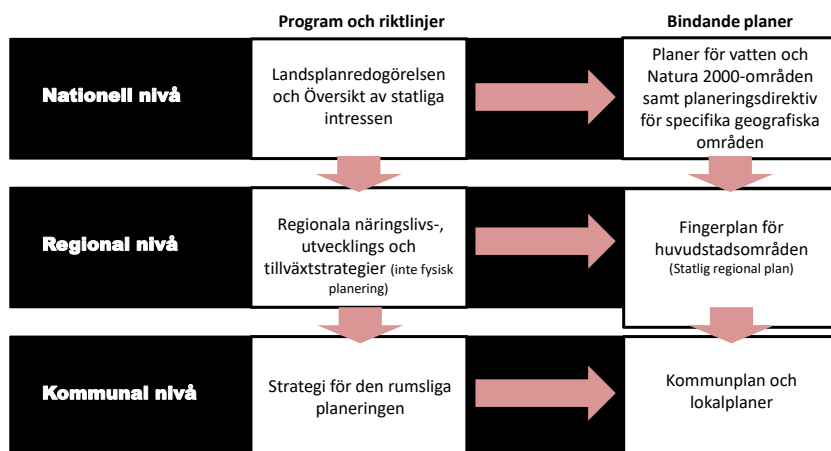 Program och riktlinjer
Bindande planer
Nationell nivå
Landsplanredogörelsen
och Översikt av statliga
intressen
Planer för vatten och
Natura 2000-områden
samt planeringsdirektiv
för specifika geografiska
områden
Regional nivå
Regionala näringslivs-,
utvecklings och
tillväxtstrategier (inte fysisk
planering)
Fingerplan för
huvudstadsområden
(Statlig regional plan)
Kommunal nivå
Strategi för den rumsliga
planeringen
Kommunplan och
lokalplaner